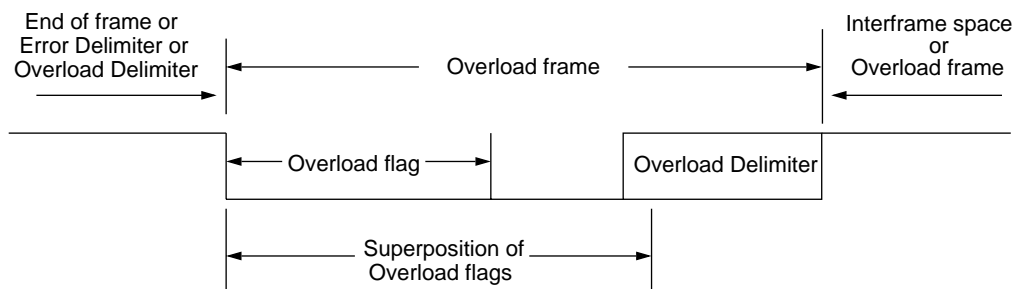 End of frame or
Error Delimiter or
Overload Delimiter
Overload frame
Interframe space
or
Overload frame
Overload flag
Overload Delimiter
Superposition of
Overload flags